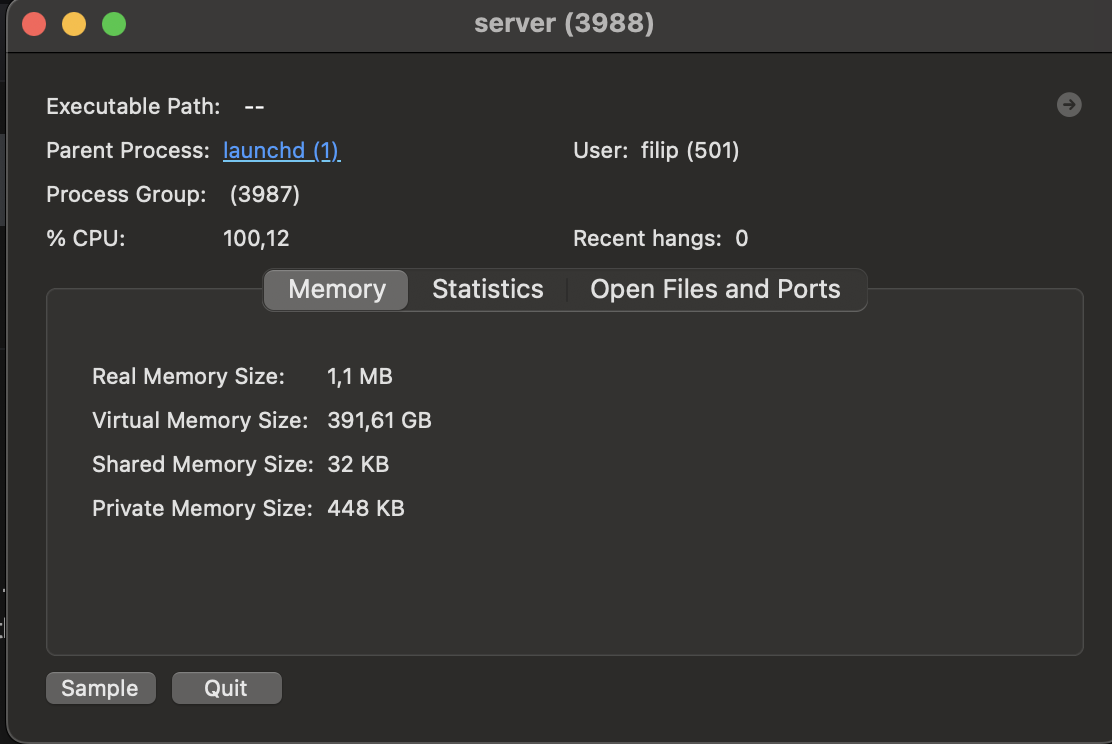 server (3988)
Executable Path: --
Parent Process: launchd (1) User: filip (501)
Process Group: (3987)
% CPU: 100,12 Recent hangs: 0
Memory Statistics Open Files and Ports
Real Memory Size: 1,1 MB
Virtual Memory Size: 391,61 GB
Shared Memory Size: 32 KB
Private Memory Size: 448 KB
Sample Quit